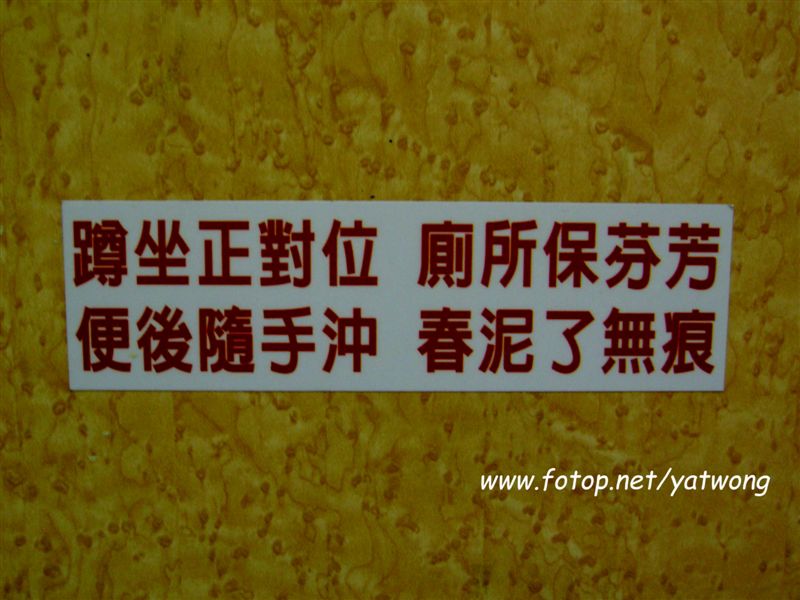 蹲坐正對位 廁所保芬芳
便後隨手沖 春泥了無痕
www.fotop.net/yatwong